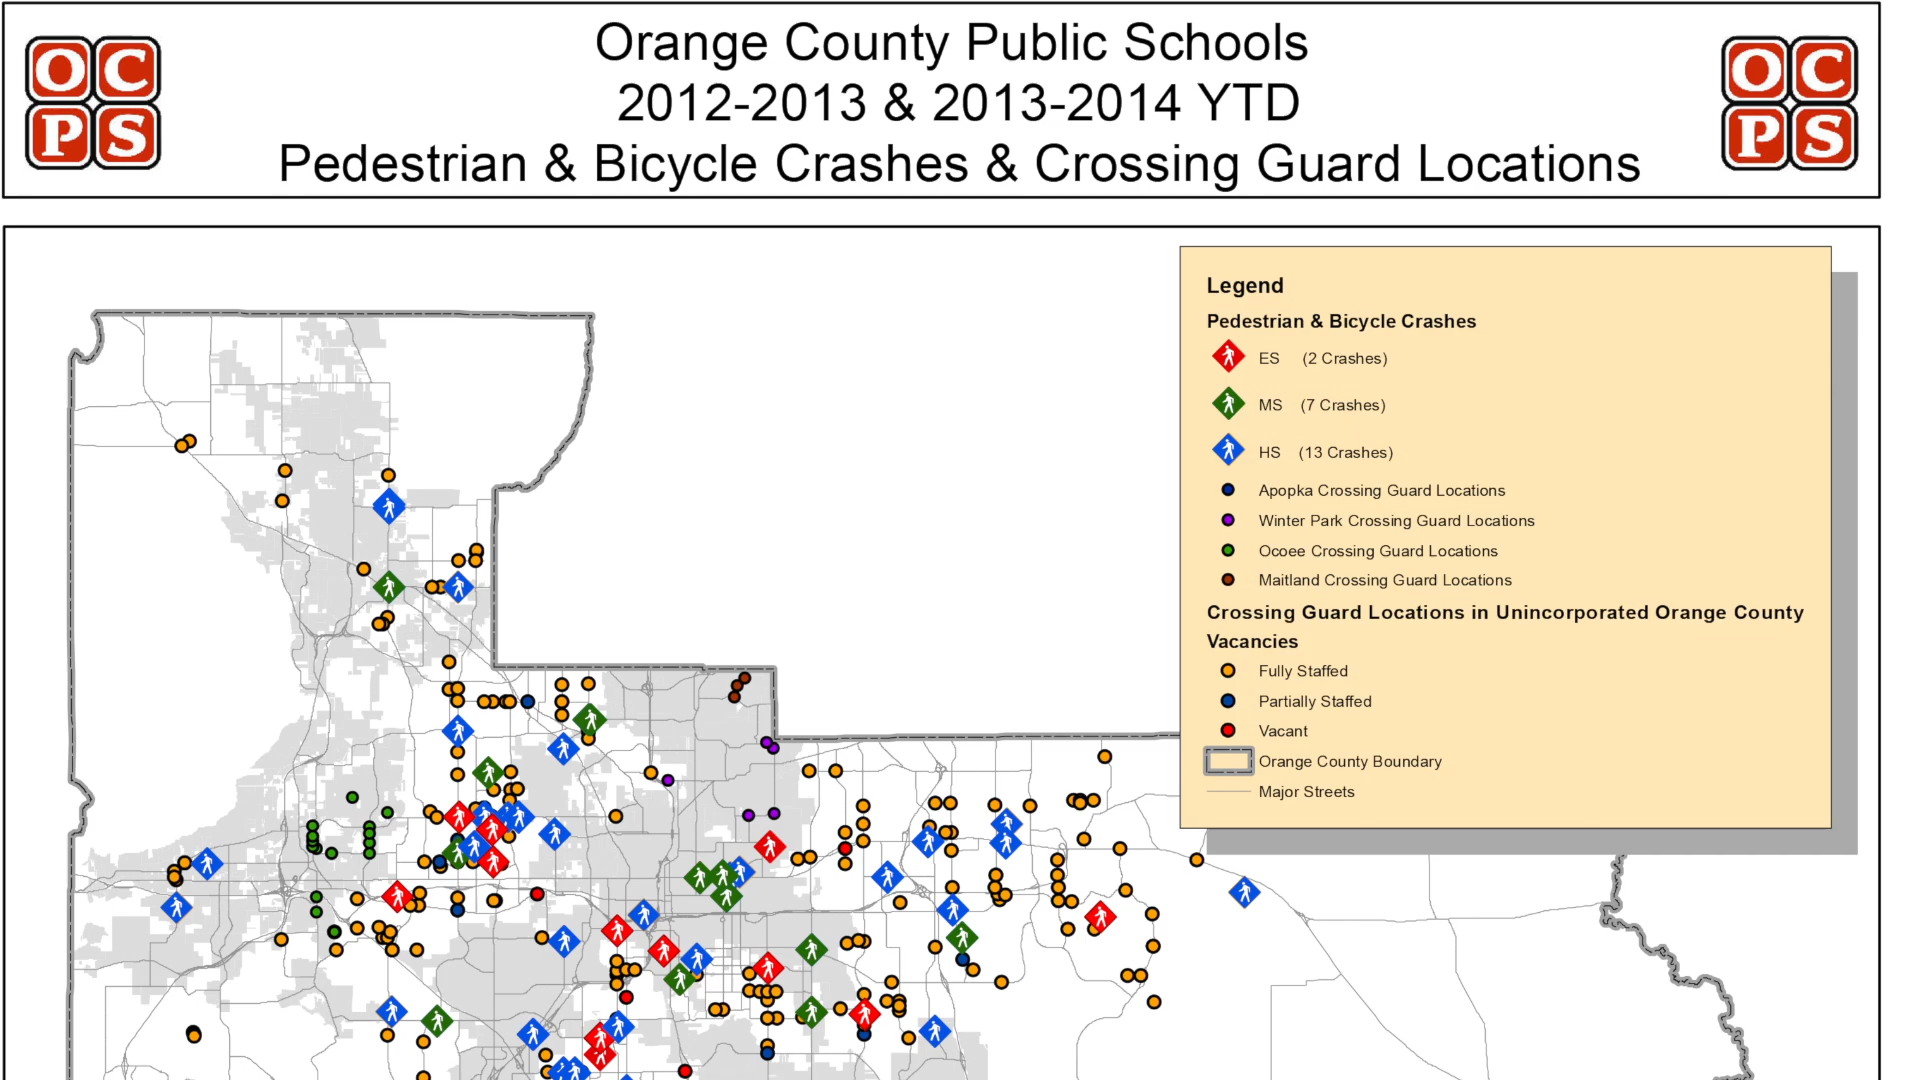 OC
PS
Orange County Public Schools
2012-2013 & 2013-2014 YTD
Pedestrian & Bicycle Crashes & Crossing Guard Locations
OC
PS
Legend
Pedestrian & Bicycle Crashes
ES (2 Crashes)
MS (7 Crashes)
HS (13 Crashes)
Apopka Crossing Guard Locations
Winter Park Crossing Guard Locations
Ocoee Crossing Guard Locations
Maitland Crossing Guard Locations
Crossing Guard Locations in Unincorporated Orange County
Vacancies
Fully Staffed
Partially Staffed
Vacant
Orange County Boundary
Major Streets